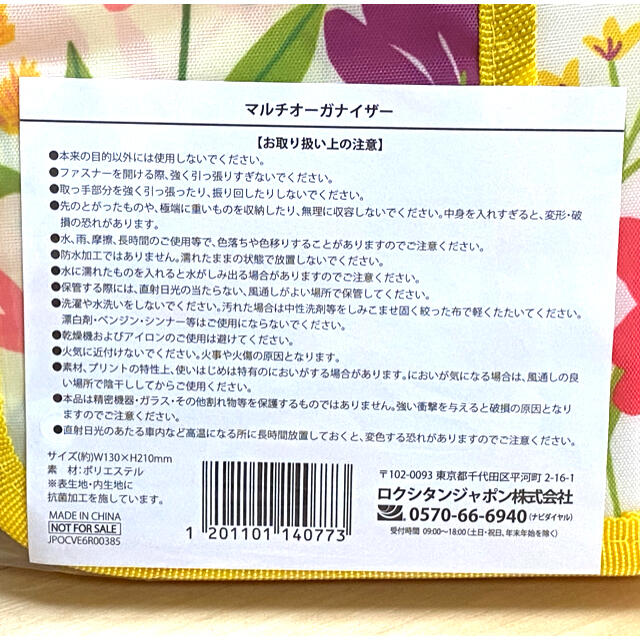 マルチオーガナイザー
【お取り扱い上の注意】
●本来の目的以外には使用しないでください。
●ファスナーを開ける際、強く引っ張りすぎないでください。
●取っ手部分を強く引っ張ったり、振り回したりしないでください。
●先のとがったものや、極端に重いものを収納したり、無理に収容しないでください。中身を入れすぎると、変形・破
損の恐れがあります。
●水、雨、摩擦、長時間のご使用等で、色落ちや色移りすることがありますのでご注意ください。
●防水加工ではありません。濡れたままの状態で放置しないでください。
●水に濡れたものを入れると水がしみ出る場合がありますのでご注意ください。
●保管する際には、直射日光の当たらない、風通しがよい場所で保管してください。
●洗濯や水洗いをしないでください。汚れた場合は中性洗剤等をしみこませ固く絞った布で軽くたたいてください。
漂白剤・ベンジン・シンナー等はご使用にならないでください。
●乾燥機およびアイロンのご使用は避けてください。
●火気に近付けないでください。火事や火傷の原因となります。
●素材、プリントの特性上、使いはじめは特有のにおいがする場合があります。においが気になる場合は、風通しの良
い場所で陰干ししてからご使用ください。
●本品は精密機器・ガラス・その他割れ物等を保護するものではありません。強い衝撃を与えると破損の原因となり
ますのでご注意ください。
●直射日光のあたる車内など高温になる所に長時間放置しておくと、変色する恐れがありますのでご注意ください。
サイズ(約)W130×H210mm
素 材：ポリエステル
※表生地・内生地に
抗菌加工を施しています。
MADE IN CHINA
NOT FOR SALE
JPOCVE6R00385
1 201101 140773
〒102-0093 東京都千代田区平河町 2-16-1
ロクシタンジャポン株式会社
0570-66-6940 (ナビダイヤル)
受付時間 09:00～18:00 (土日・祝日、年末年始を除く)